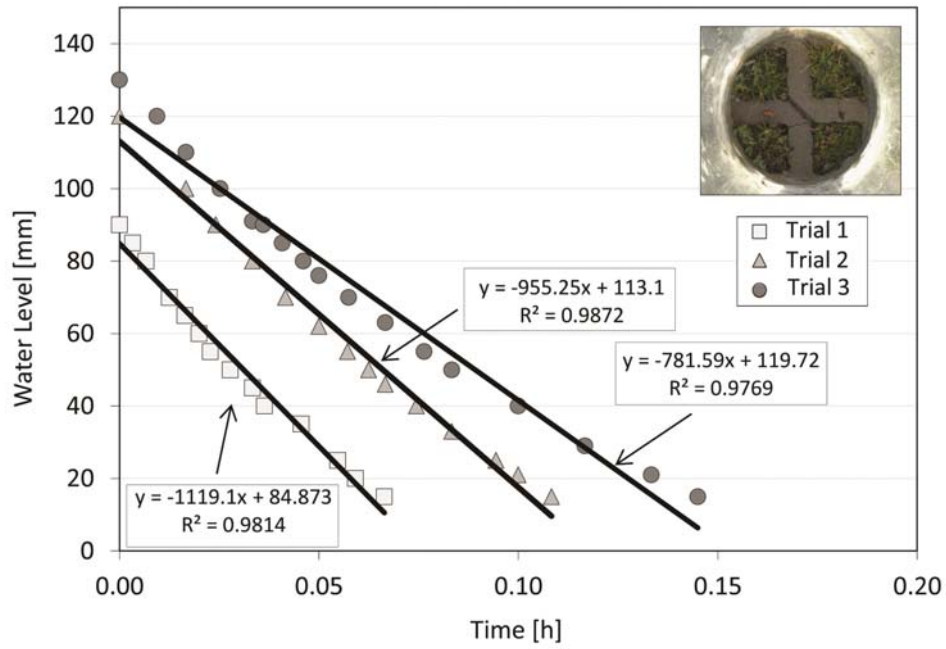 140
120
100
80
60
40
20
0
Water Level [mm]
0.00
0.05
0.10
0.15
0.20
Time [h]
Trial 1
Trial 2
Trial 3
y = -955.25x + 113.1
R² = 0.9872
y = -781.59x + 119.72
R² = 0.9769
y = -1119.1x + 84.873
R² = 0.9814